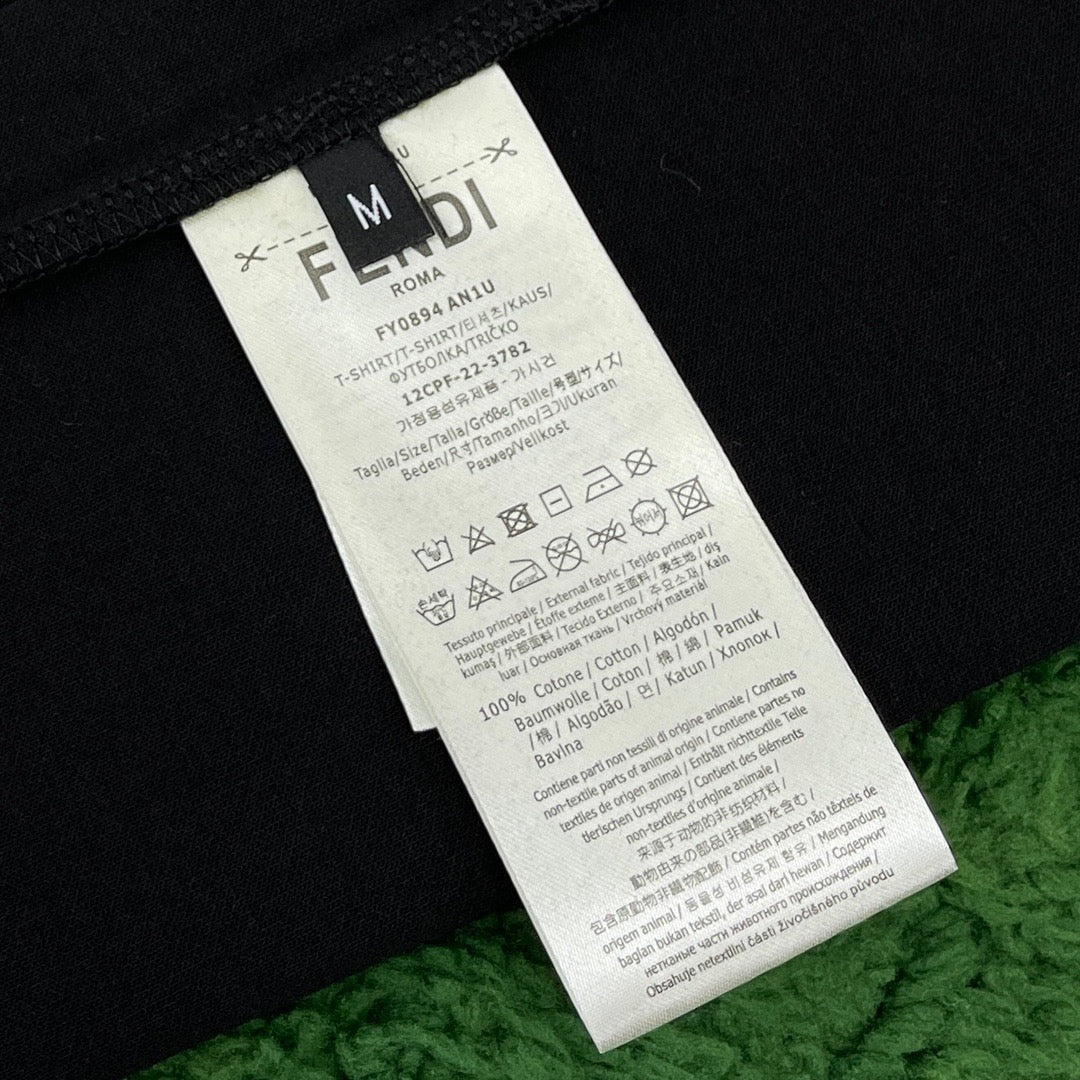 U
M
FENDI
ROMA
FY0894 AN1U
T-SHIRT/T-SHIRT/티셔츠/KAUS/
ФУТБОЛКА/TRIČKO
12CPF-22-3782
가정용섬유제품 - 가시건
Taglia/Size/Talla/Größe/Taille/号型/サイズ/
Beden/尺寸/Tamanho/크기/Ukuran
Размер/Velikost
손세탁
Tessuto principale / External fabric / Tejido principal /
Hauptgewebe / Étoffe externe / 主面料 / 表生地 / dış
kumaş / 外部面料 / Tecido Externo / 주요소재 / Kain
luar / Основная ткань / Vrchový materiál
100% Cotone / Cotton / Algodón /
Baumwolle / Coton / 棉 / 綿 / Pamuk
/ 棉 / Algodão / 면 / Katun / Хлопок /
Bavlna
Contiene parti non tessili di origine animale / Contains
non-textile parts of animal origin / Contiene partes no
textiles de origen animal / Enthält nichttextile Teile
tierischen Ursprungs / Contient des éléments
non-textiles d'origine animale /
来源于动物的非纺织材料 /
動物由来の部品(非繊維)を含む /
包含原動物非纖物配飾 / Contém partes não têxteis de
origem animal / 동물성 비섬유제 함유 / Mengandung
bagian bukan tekstil, der asal dari hewan / Содержит
нетканые части животного происхождения /
Obsahuje netextilní části živočišného původu